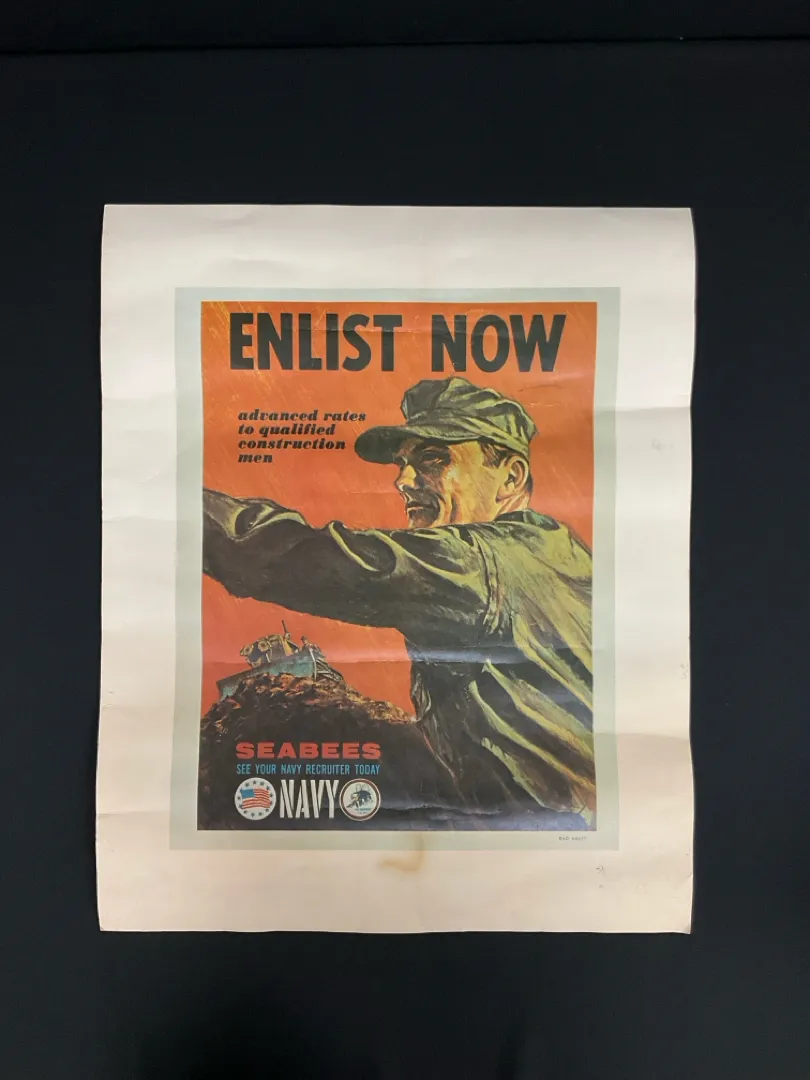 ENLIST NOW
advanced rates
to qualified
construction
men
SEABEES
SEE YOUR NAVY RECRUITER TODAY
NAVY